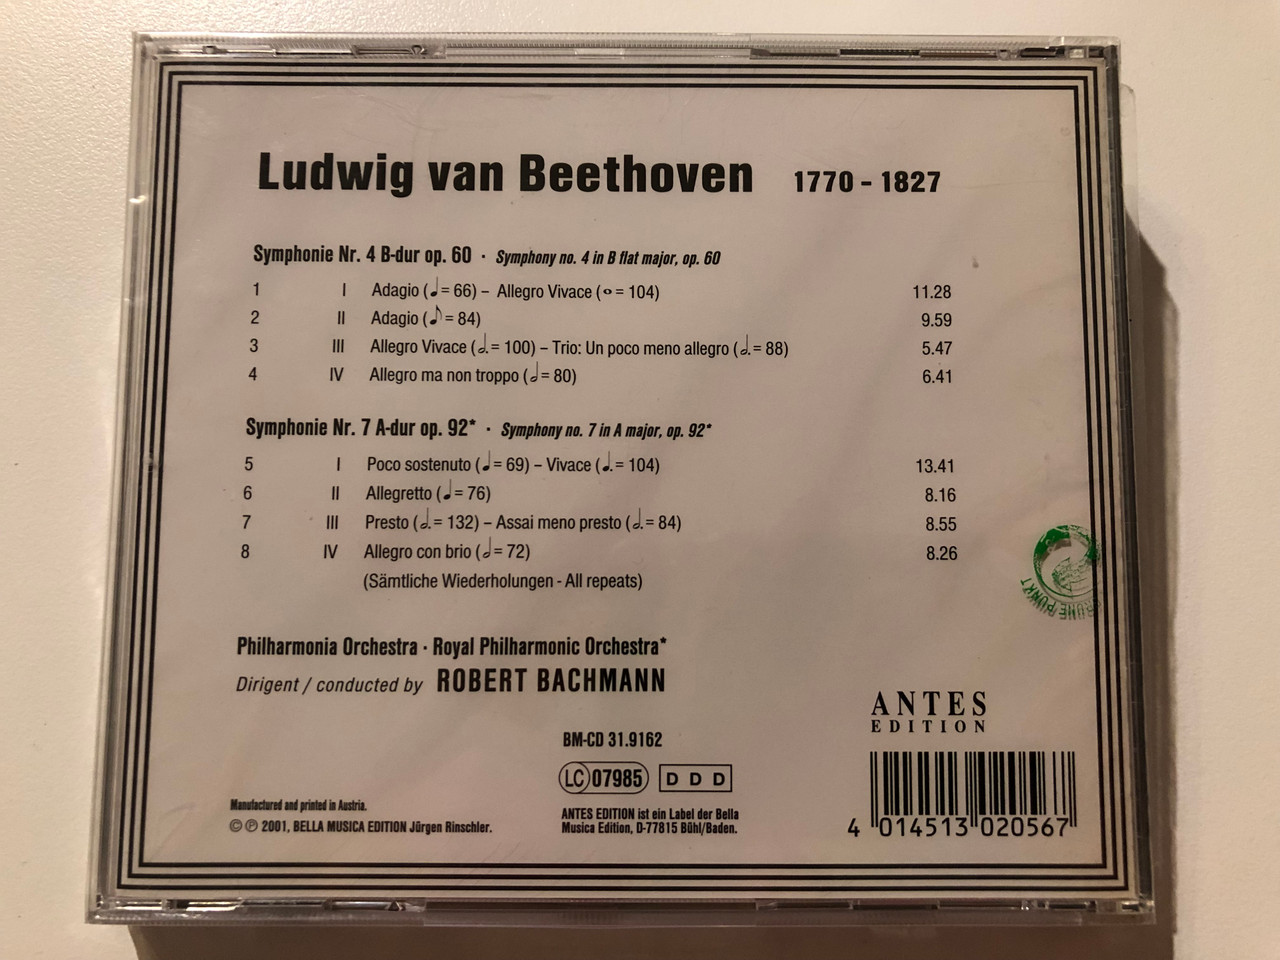 Ludwig van Beethoven 1770 - 1827
Symphonie Nr. 4 B-dur op. 60 · Symphony no. 4 in B flat major, op. 60
1 I Adagio (♩= 66) – Allegro Vivace (𝅝 = 104) 11.28
2 II Adagio (♪= 84) 9.59
3 III Allegro Vivace (𝅗𝅥. = 100) – Trio: Un poco meno allegro (𝅗𝅥. = 88) 5.47
4 IV Allegro ma non troppo (𝅗𝅥 = 80) 6.41
Symphonie Nr. 7 A-dur op. 92* · Symphony no. 7 in A major, op. 92*
5 I Poco sostenuto (♩= 69) – Vivace (♩. = 104) 13.41
6 II Allegretto (♩= 76) 8.16
7 III Presto (𝅗𝅥. = 132) – Assai meno presto (𝅗𝅥. = 84) 8.55
8 IV Allegro con brio (𝅗𝅥 = 72) 8.26
(Sämtliche Wiederholungen - All repeats)
Philharmonia Orchestra · Royal Philharmonic Orchestra*
Dirigent / conducted by ROBERT BACHMANN
ANTES
EDITION
BM-CD 31.9162
LC 07985 D D D
Manufactured and printed in Austria.
© ℗ 2001, BELLA MUSICA EDITION Jürgen Rinschler.
ANTES EDITION ist ein Label der Bella
Musica Edition, D-77815 Bühl/Baden.
4 014513 020567
GRÜNE PUNKT